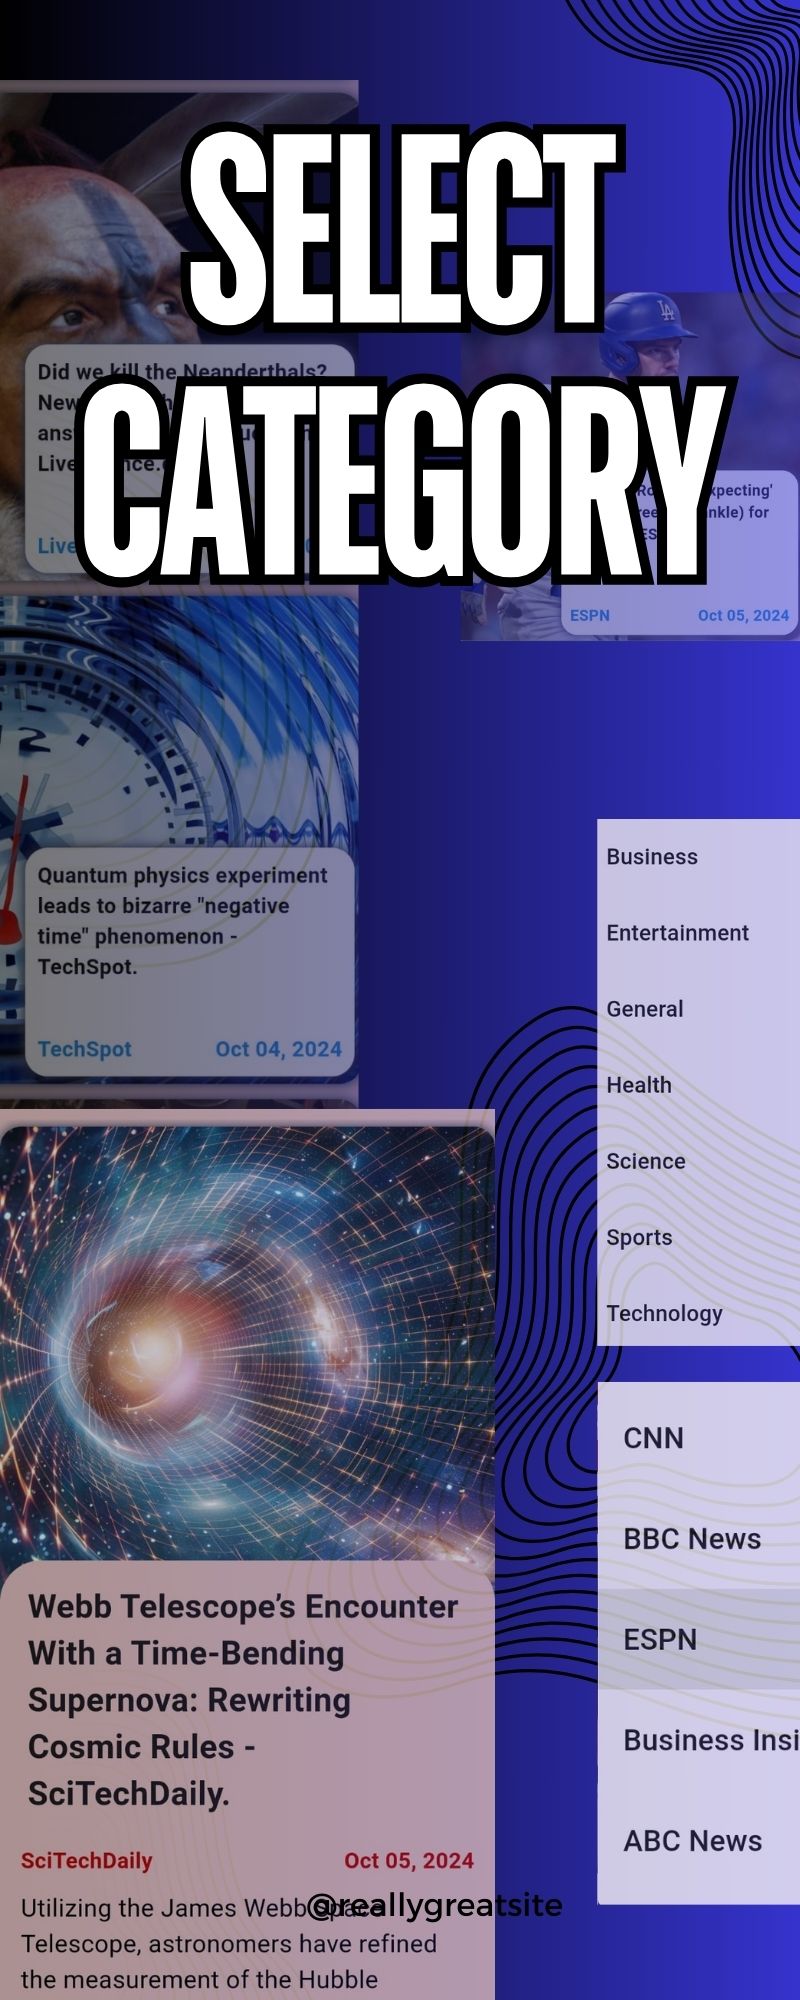 SELECT
CATEGORY
Did we kill the Neanderthals?
New
ans
Live
2
Quantum physics experiment
leads to bizarre "negative
time" phenomenon -
TechSpot.
TechSpot Oct 04, 2024
LA
xpecting'
nkle) for
ESPN Oct 05, 2024
Business
Entertainment
General
Health
Science
Sports
Technology
CNN
BBC News
ESPN
Business Insi
ABC News
Webb Telescope’s Encounter
With a Time-Bending
Supernova: Rewriting
Cosmic Rules -
SciTechDaily.
SciTechDaily Oct 05, 2024
Utilizing the James Webb Space
@reallygreatsite
Telescope, astronomers have refined
the measurement of the Hubble